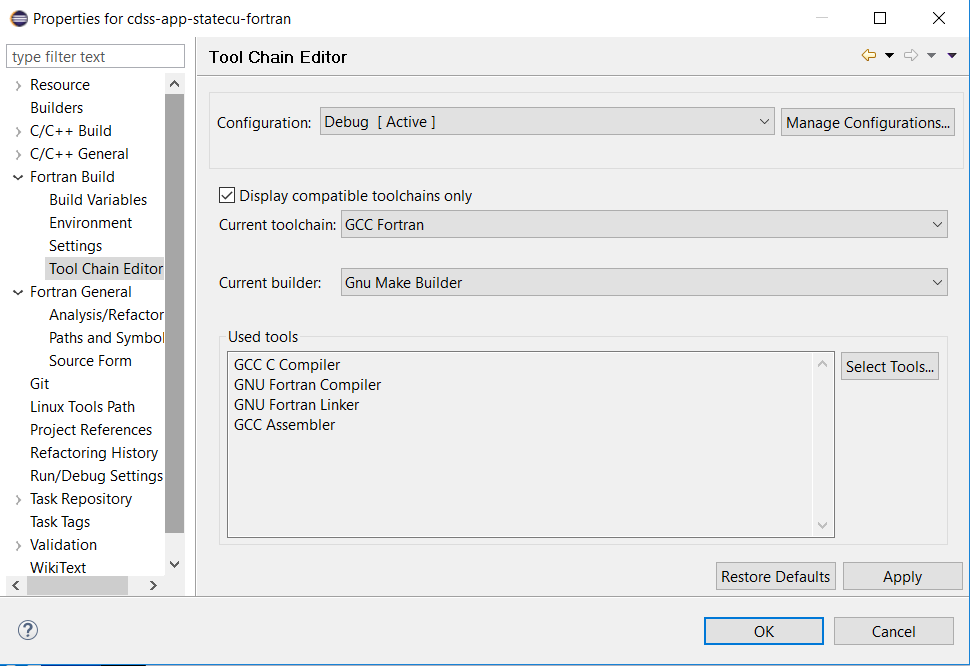 Properties for cdss-app-statecu-fortran
type filter text
Resource
Builders
C/C++ Build
C/C++ General
Fortran Build
Build Variables
Environment
Settings
Tool Chain Editor
Fortran General
Analysis/Refactor
Paths and Symbol
Source Form
Git
Linux Tools Path
Project References
Refactoring History
Run/Debug Settings
Task Repository
Task Tags
Validation
WikiText
Tool Chain Editor
Configuration: Debug [ Active ] Manage Configurations...
Display compatible toolchains only
Current toolchain: GCC Fortran
Current builder: Gnu Make Builder
Used tools
GCC C Compiler
GNU Fortran Compiler
GNU Fortran Linker
GCC Assembler
Select Tools...
Restore Defaults Apply
? OK Cancel